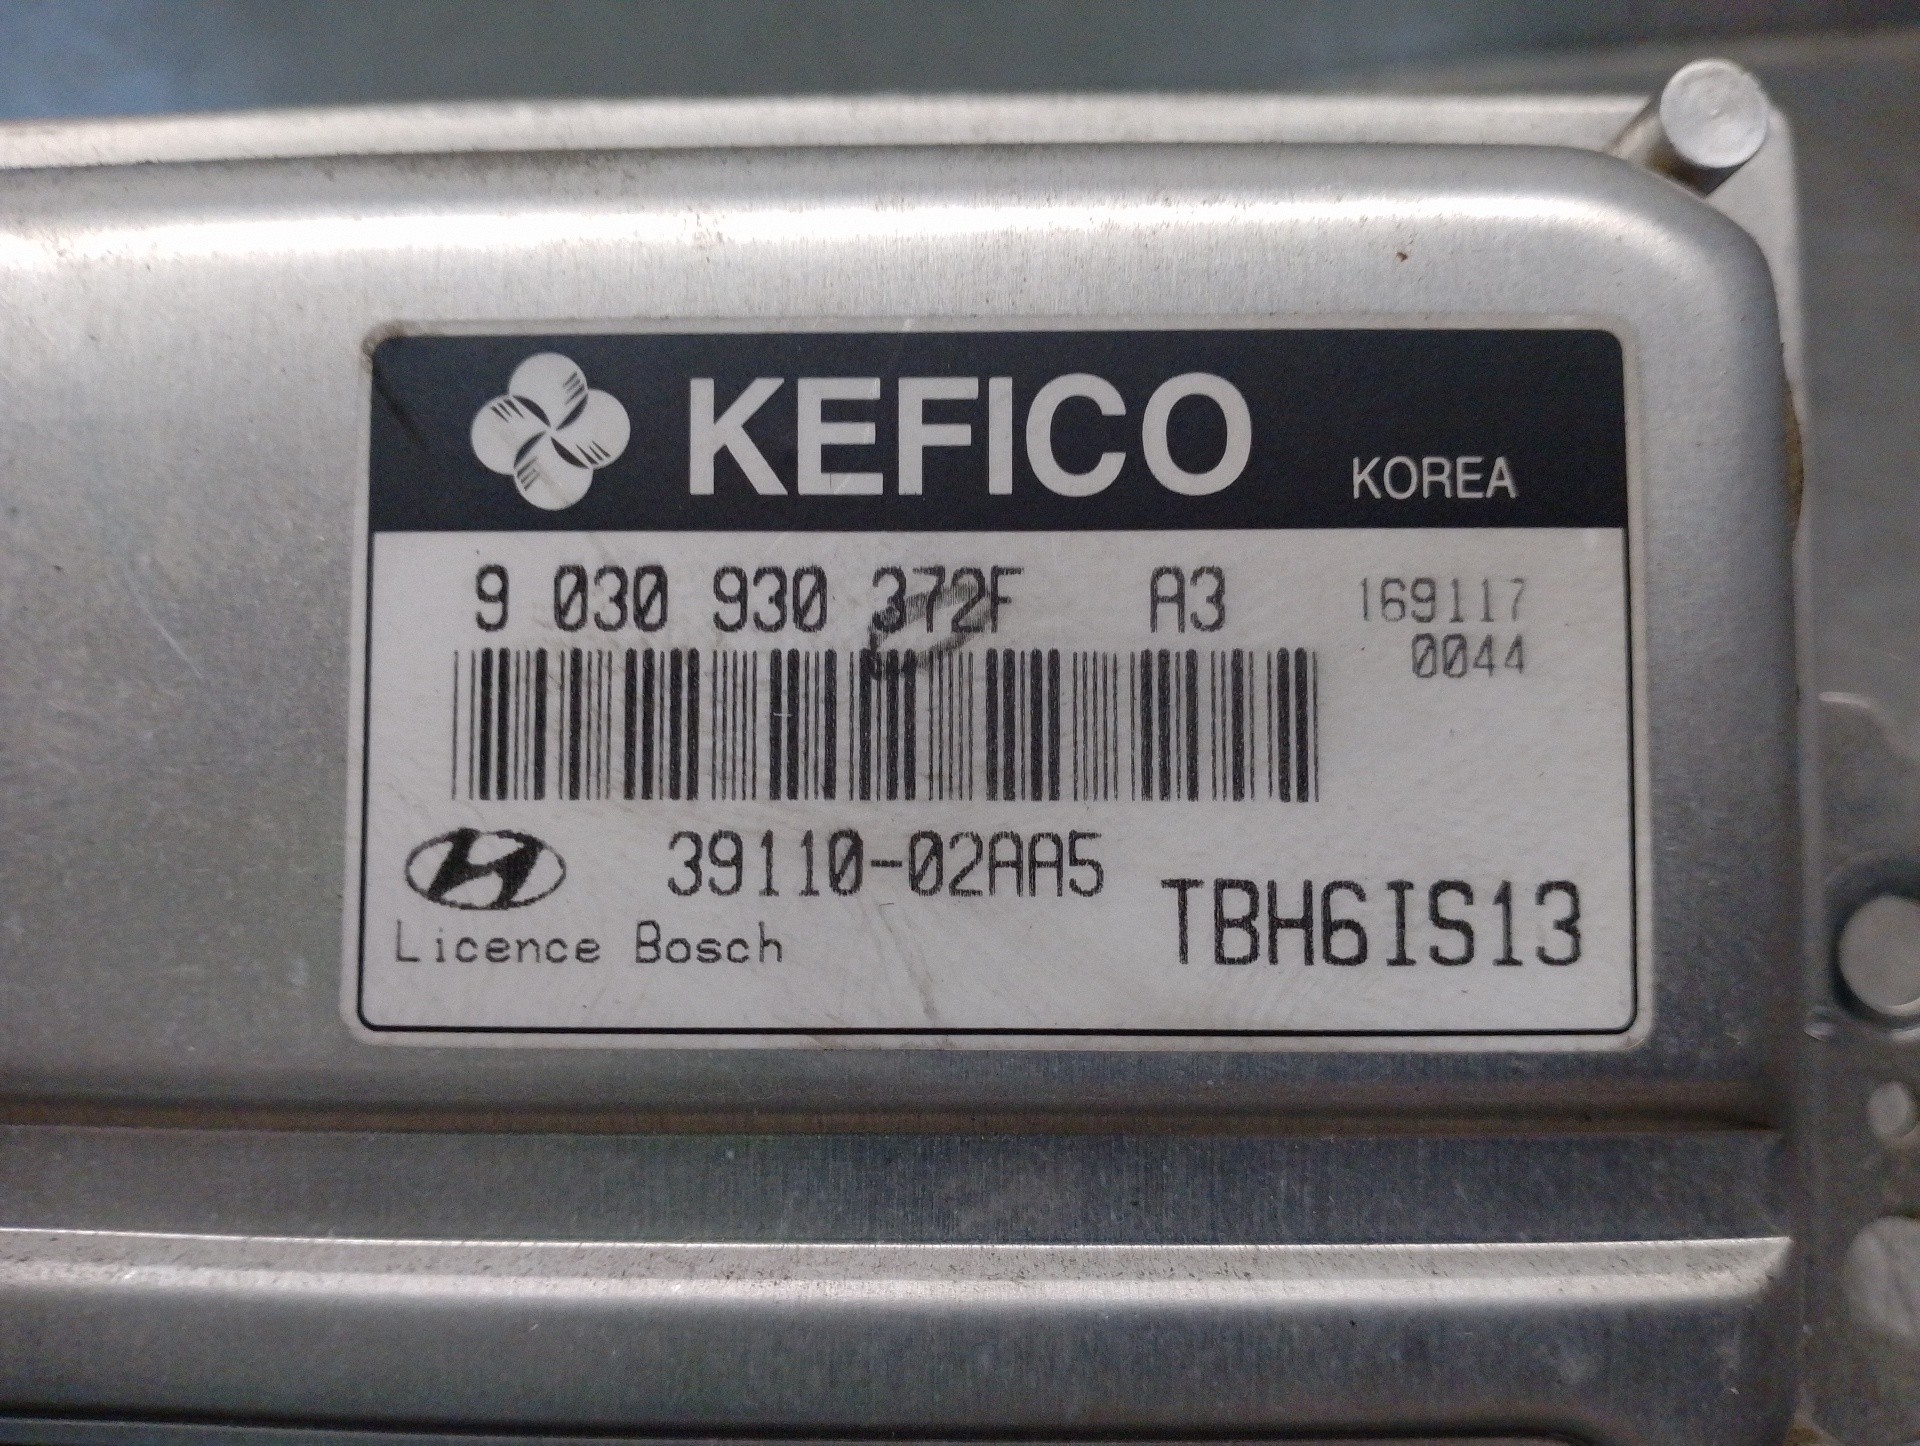 KEFICO KOREA
9 030 930 372F A3 169117
0044
39110-02AA5
TBH6IS13
Licence Bosch